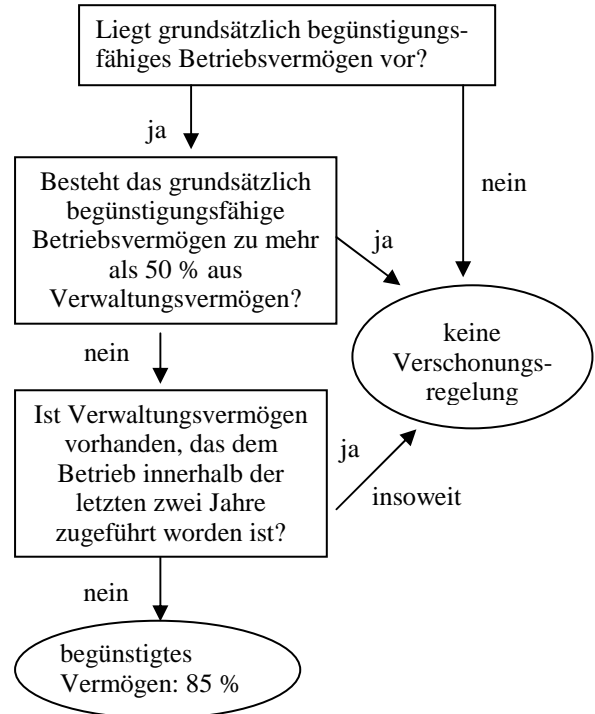 Liegt grundsätzlich begünstigungs-
fähiges Betriebsvermögen vor?
ja
nein
Besteht das grundsätzlich
begünstigungsfähige
Betriebsvermögen zu mehr
als 50 % aus
Verwaltungsvermögen?
ja
nein
keine
Verschonungs-
regelung
Ist Verwaltungsvermögen
vorhanden, das dem
Betrieb innerhalb der
letzten zwei Jahre
zugeführt worden ist?
ja
insoweit
nein
begünstigtes
Vermögen: 85 %